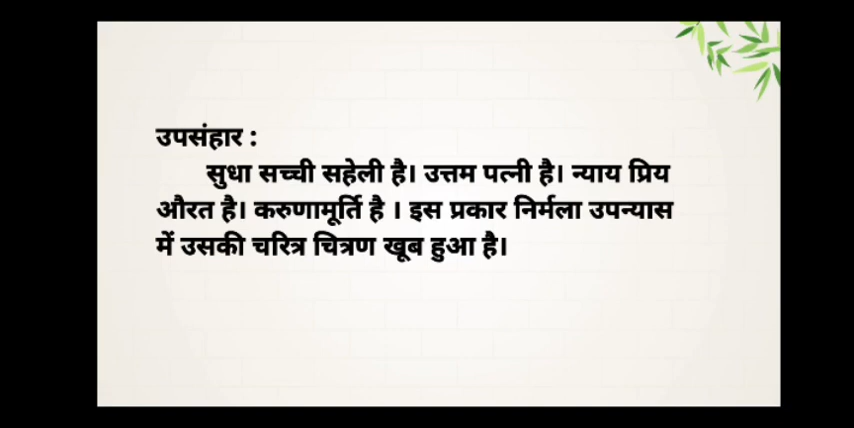 उपसंहार :
सुधा सच्ची सहेली है। उत्तम पत्नी है। न्याय प्रिय
औरत है। करुणामूर्ति है । इस प्रकार निर्मला उपन्यास
में उसकी चरित्र चित्रण खूब हुआ है।